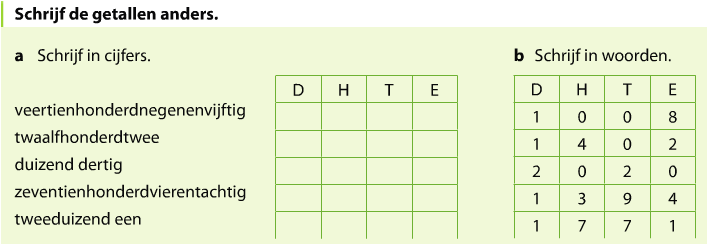 Schrijf de getallen anders.
a Schrijf in cijfers.
D H T E
veertienhonderdnegenenvijftig
twaalfhonderdtwee
duizend dertig
zeventienhonderdvierentachtig
tweeduizend een
b Schrijf in woorden.
D H T E
1 0 0 8
1 4 0 2
2 0 2 0
1 3 9 4
1 7 7 1